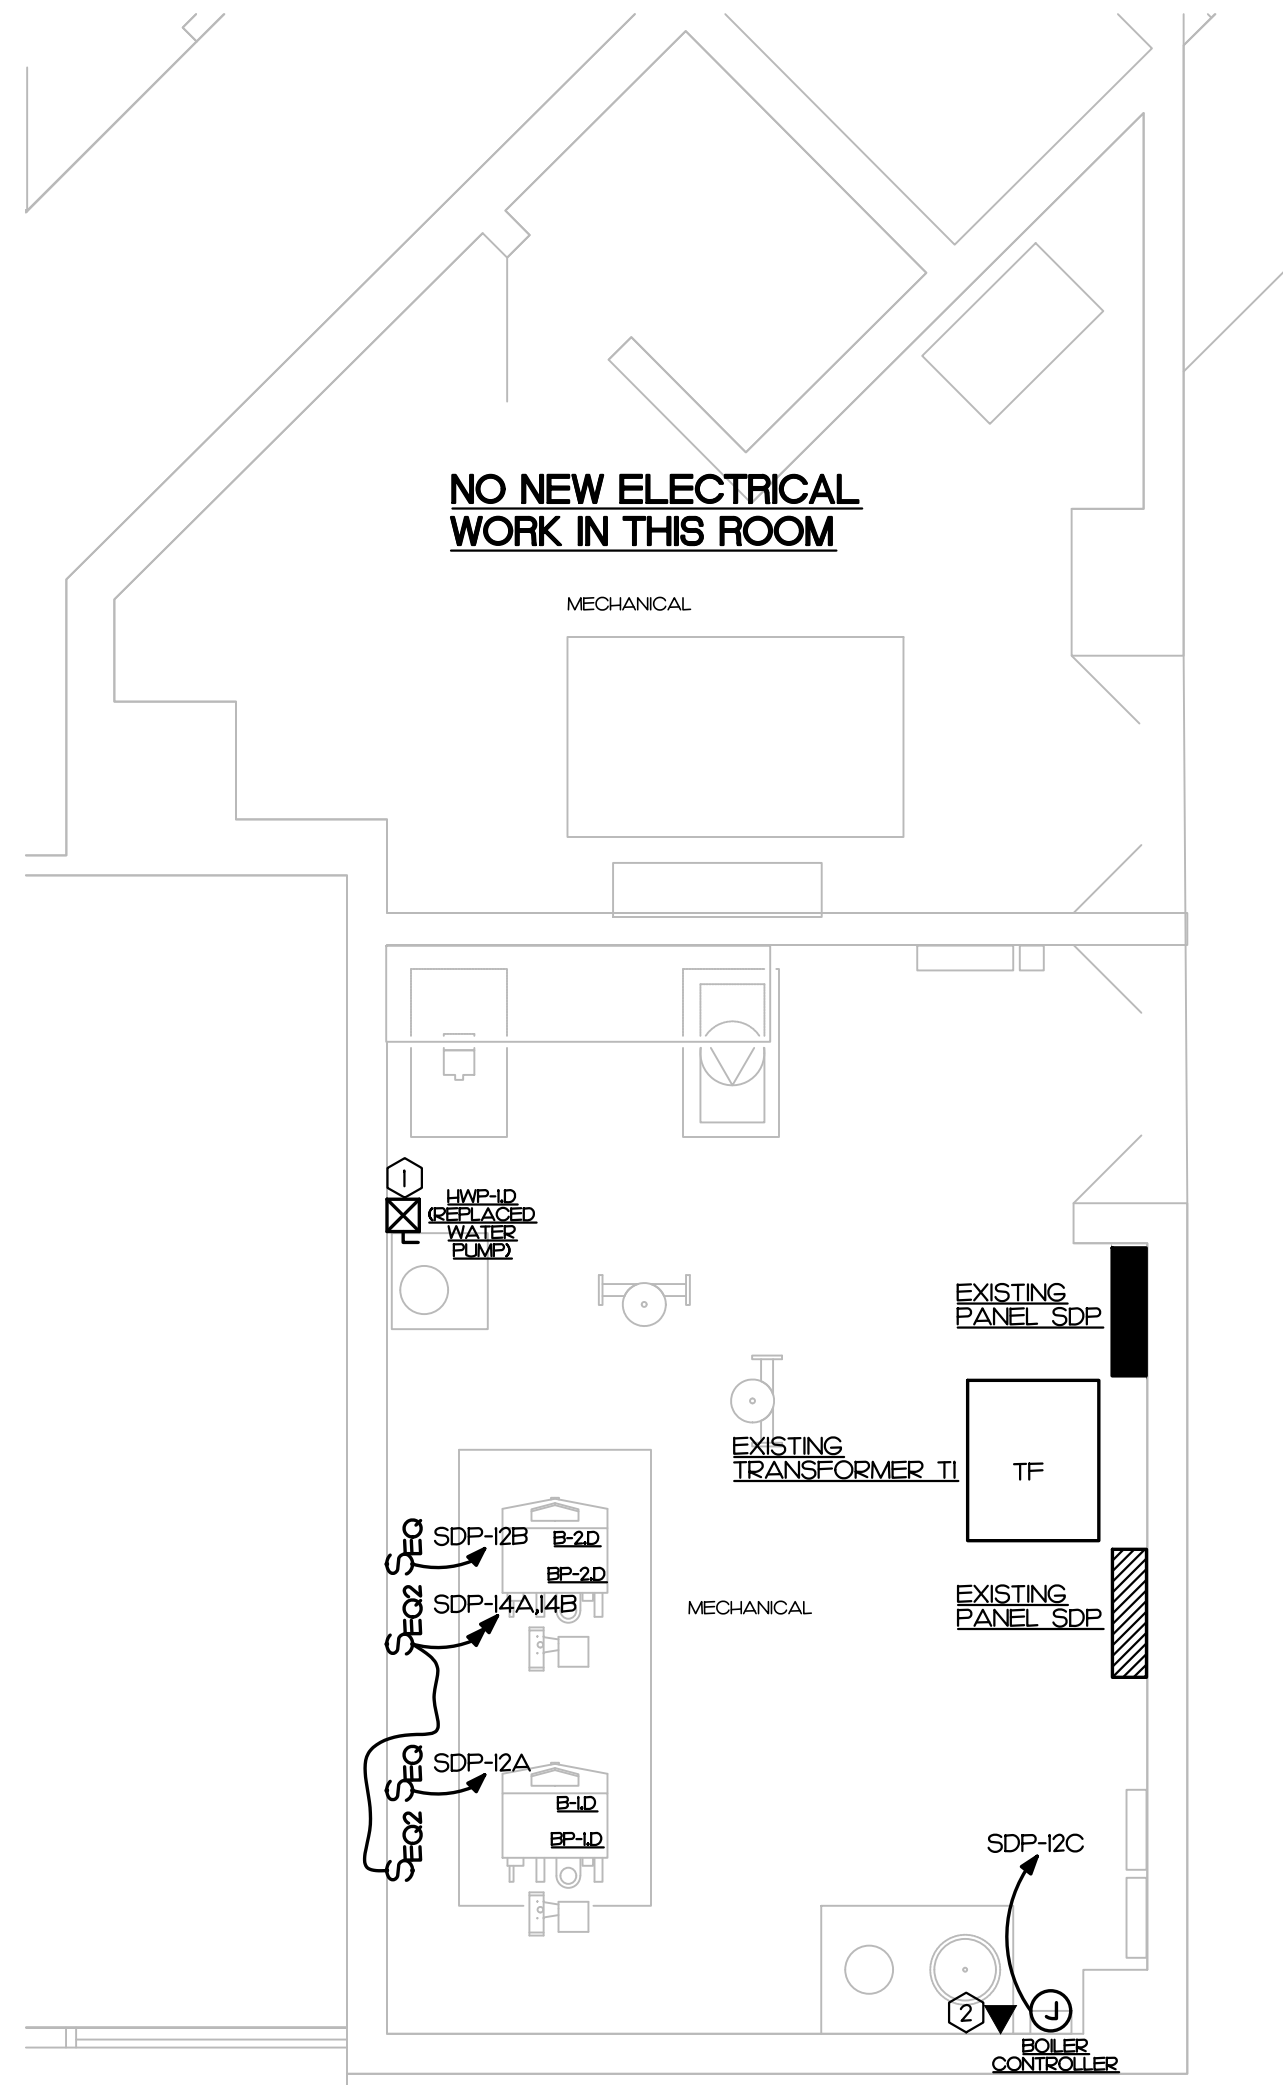 NO NEW ELECTRICAL
WORK IN THIS ROOM
MECHANICAL
1
HWP-1.D
(REPLACED
WATER
PUMP)
EXISTING
PANEL SDP
EXISTING
TRANSFORMER T1
TF
SEQ
SDP-12B
B-2.D
BP-2.D
SEQ2
SDP-14A,14B
MECHANICAL
EXISTING
PANEL SDP
SEQ
SDP-12A
B-1.D
BP-1.D
SEQ2
SDP-12C
2
J
BOILER
CONTROLLER